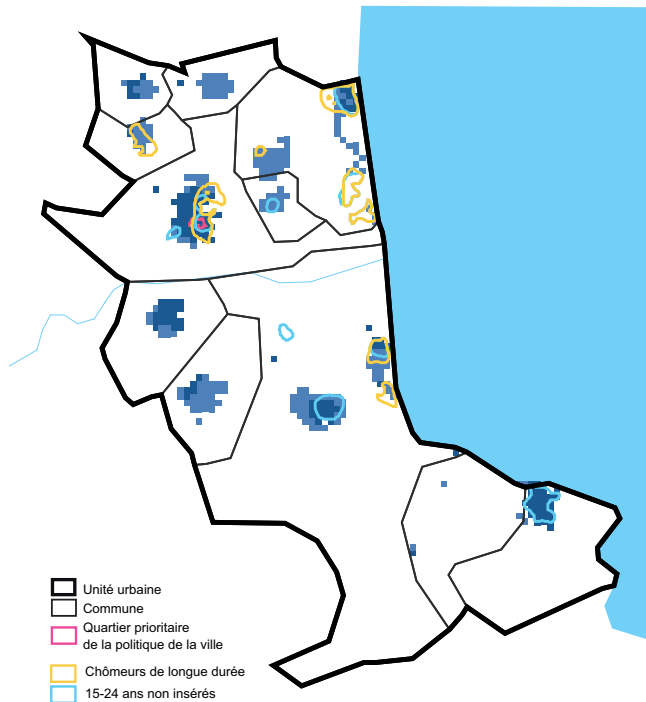 Unité urbaine
Commune
Quartier prioritaire
de la politique de la ville
Chômeurs de longue durée
15-24 ans non insérés